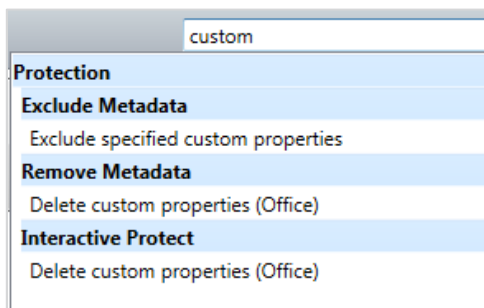 custom
Protection
Exclude Metadata
Exclude specified custom properties
Remove Metadata
Delete custom properties (Office)
Interactive Protect
Delete custom properties (Office)